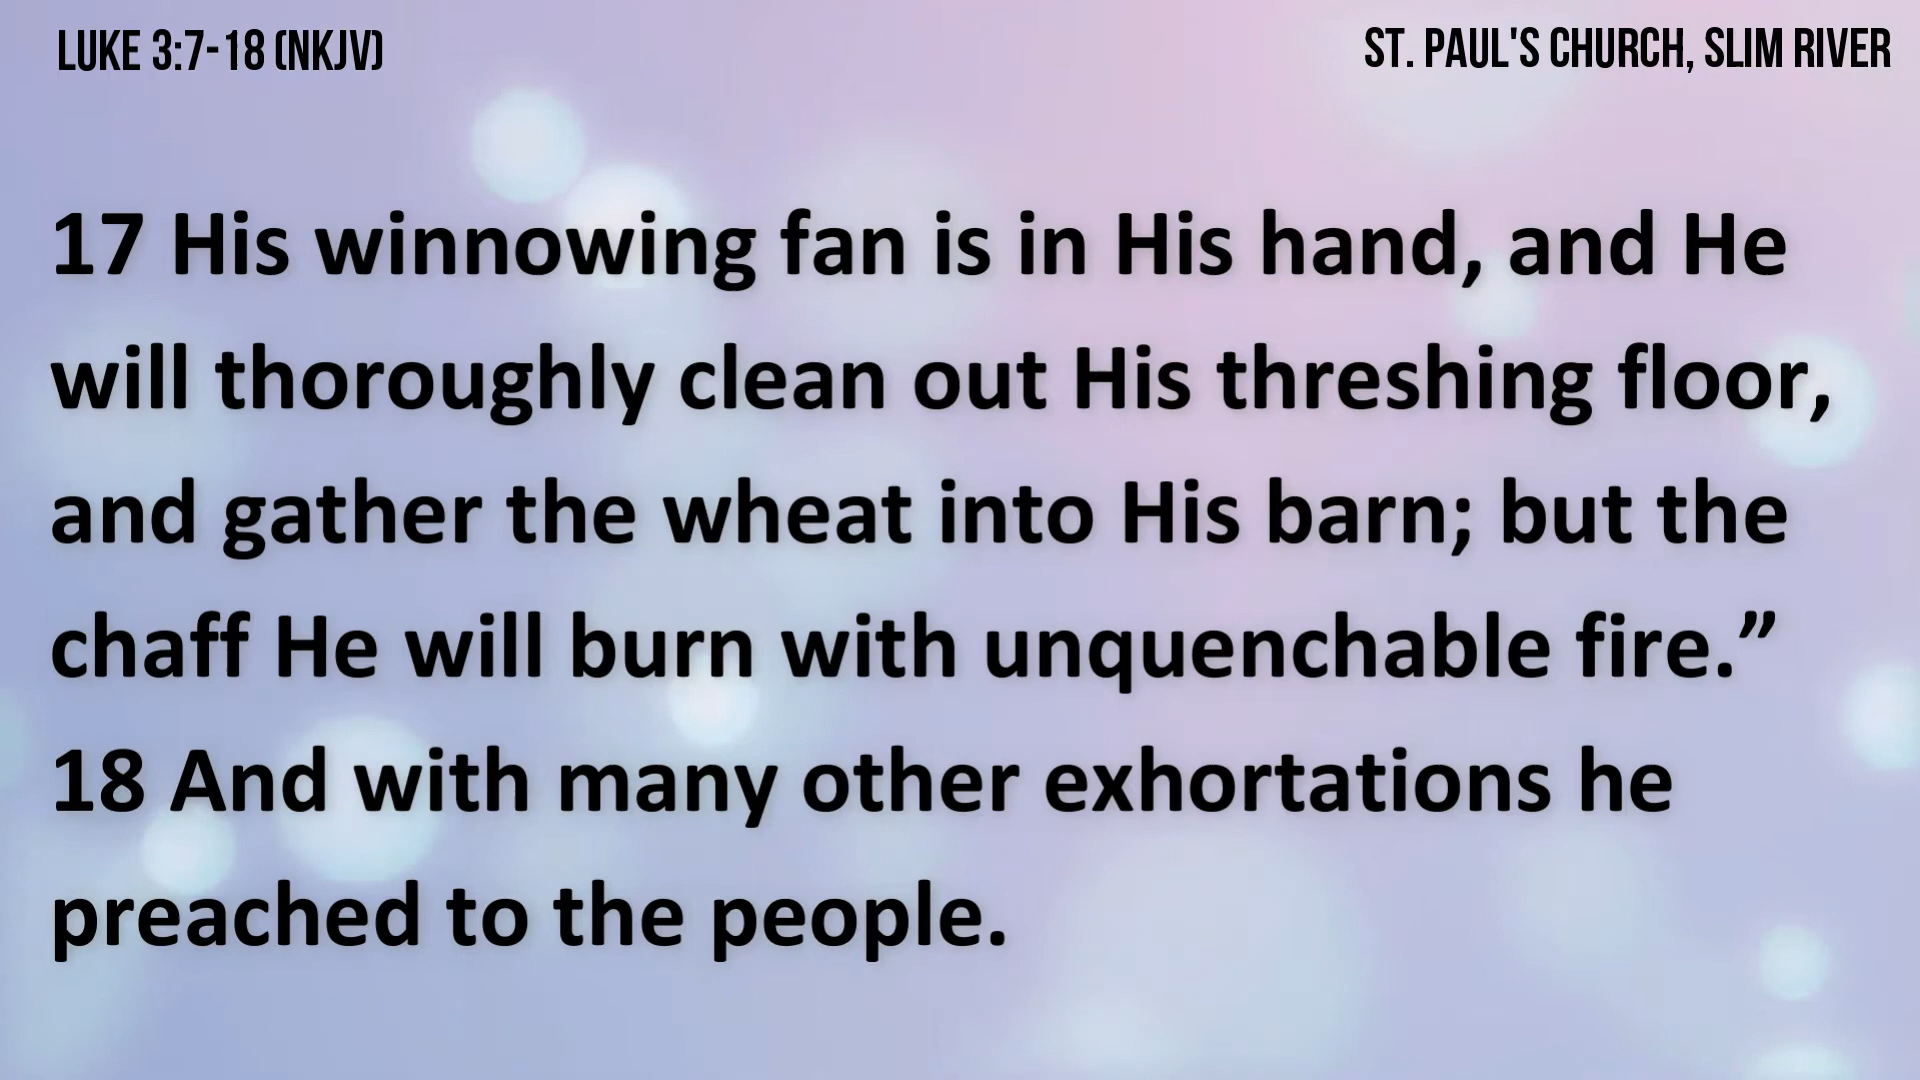 LUKE 3:7-18 (NKJV)
ST. PAUL'S CHURCH, SLIM RIVER
17 His winnowing fan is in His hand, and He
will thoroughly clean out His threshing floor,
and gather the wheat into His barn; but the
chaff He will burn with unquenchable fire.”
18 And with many other exhortations he
preached to the people.